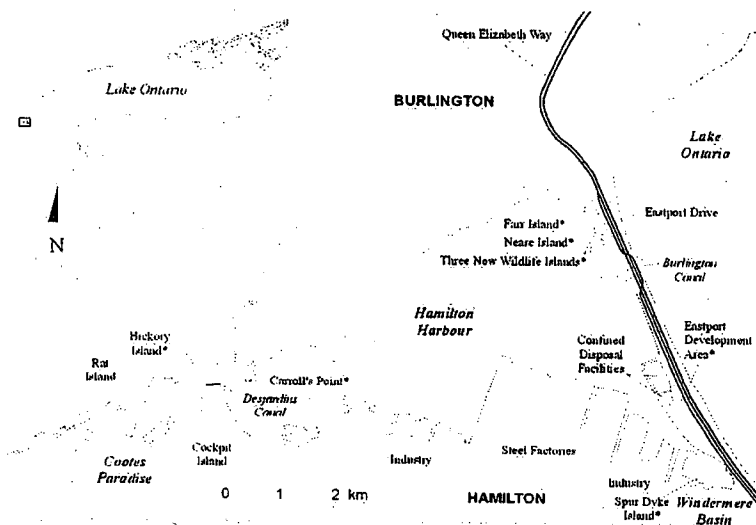 Queen Elizabeth Way
Lake Ontario
BURLINGTON
Lake
Ontario
N
Farr Island*
Neare Island*
Three New Wildlife Islands*
Eastport Drive
Burlington
Canal
Hamilton
Harbour
Eastport
Development
Area*
Confined
Disposal
Facilities
Hickory
Island*
Rat
Island
Carroll's Point*
Desjardins
Canal
Cockpit
Island
Cootes
Paradise
Industry
Steel Factories
Industry
0 1 2 km
HAMILTON
Spur Dyke
Island*
Windermere
Basin